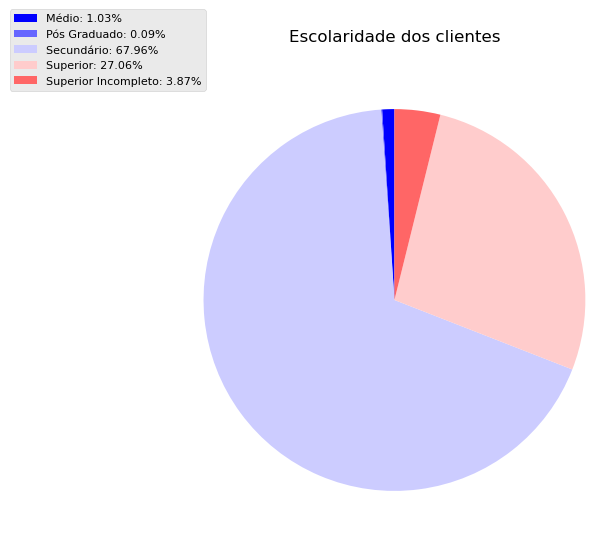 Médio: 1.03%
Pós Graduado: 0.09%
Secundário: 67.96%
Superior: 27.06%
Superior Incompleto: 3.87%
Escolaridade dos clientes